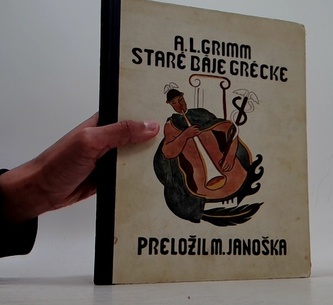 A.L.GRIMM
STARÉ BÁJE GRÉCKE
PRELOŽIL M. JANOŠKA